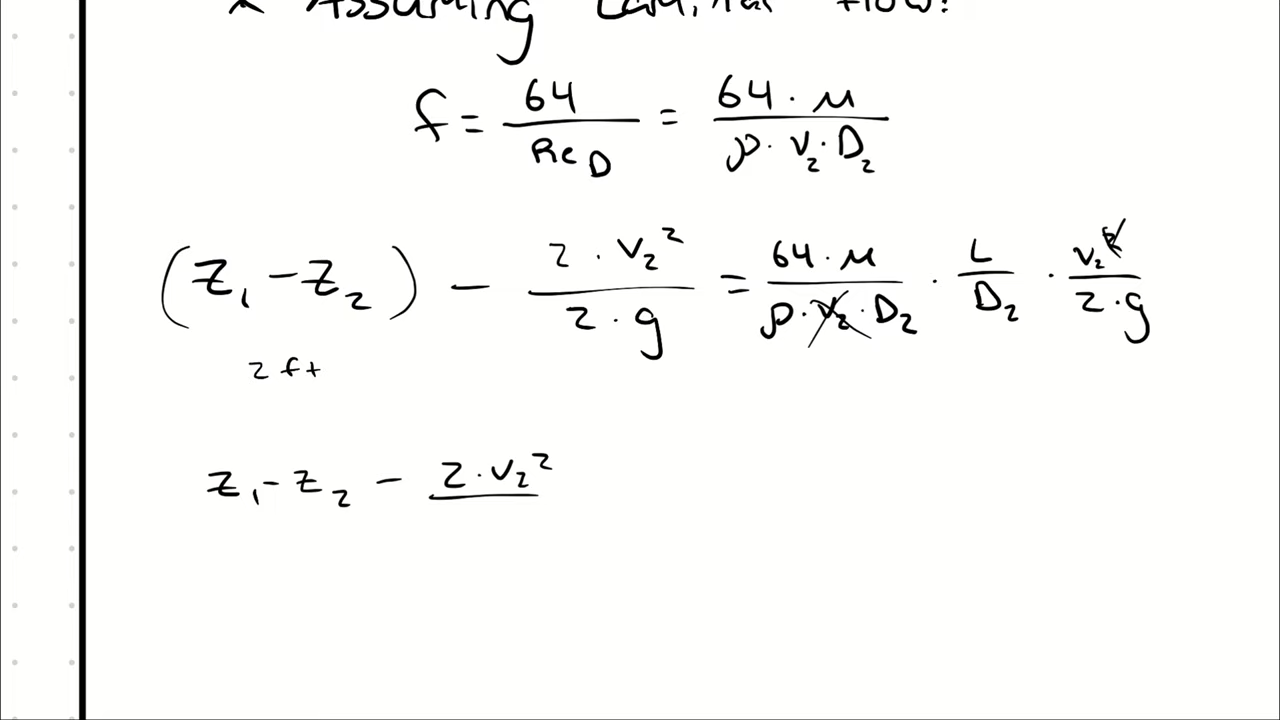 * Assuming Laminar Flow:
f = 64 / Re_D = 64 · μ / ρ · V₂ · D₂
(Z₁ - Z₂) - 2 · V₂² / 2 · g = 64 · μ / ρ · V₂ · D₂ · L / D₂ · V₂² / 2 · g
2 ft
Z₁ - Z₂ - 2 · V₂²